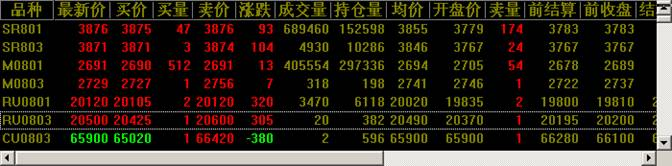 品种 最新价 买价 买量 卖价 涨跌 成交量 持仓量 均价 开盘价 卖量 前结算 前收盘 结
SR801 3876 3875 47 3876 93 689460 152598 3855 3779 174 3783 3783
SR803 3871 3871 3 3874 104 4930 10286 3846 3767 24 3767 3767
M0801 2691 2690 512 2691 13 405554 297336 2694 2705 54 2678 2689
M0803 2729 2727 1 2756 7 318 198 2741 2746 1 2722 2737
RU0801 20120 20105 2 20120 320 3470 6118 20020 19835 2 19800 19810 2
RU0803 20500 20425 1 20600 305 20 382 20490 20370 1 20195 20200 2
CU0803 65900 65020 1 66420 -380 2 596 65900 65900 1 66280 66100 6